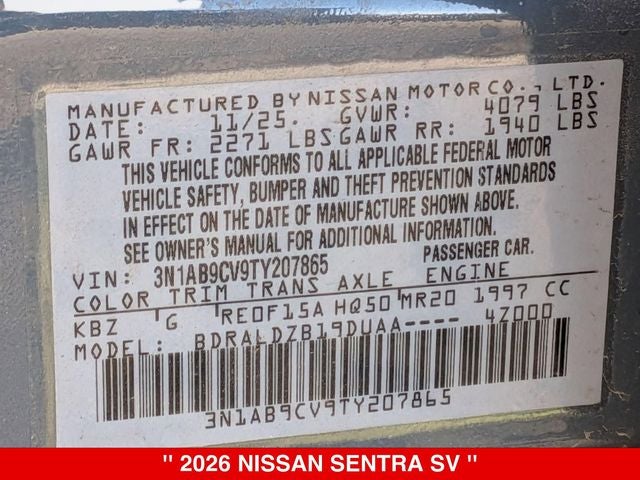 MANUFACTURED BY NISSAN MOTOR CO., LTD.
DATE: 11/25. GVWR: 4079 LBS
GAWR FR: 2271 LBS GAWR RR: 1940 LBS
THIS VEHICLE CONFORMS TO ALL APPLICABLE FEDERAL MOTOR
VEHICLE SAFETY, BUMPER AND THEFT PREVENTION STANDARDS
IN EFFECT ON THE DATE OF MANUFACTURE SHOWN ABOVE.
SEE OWNER'S MANUAL FOR ADDITIONAL INFORMATION.
VIN: 3N1AB9CV9TY207865 PASSENGER CAR.
COLOR TRIM TRANS AXLE ENGINE
KBZ G RE0F15A HQ50 MR20 1997 CC
MODEL: BDRALDZB19DUAA---- 4Z000
3N1AB9CV9TY207865
" 2026 NISSAN SENTRA SV "